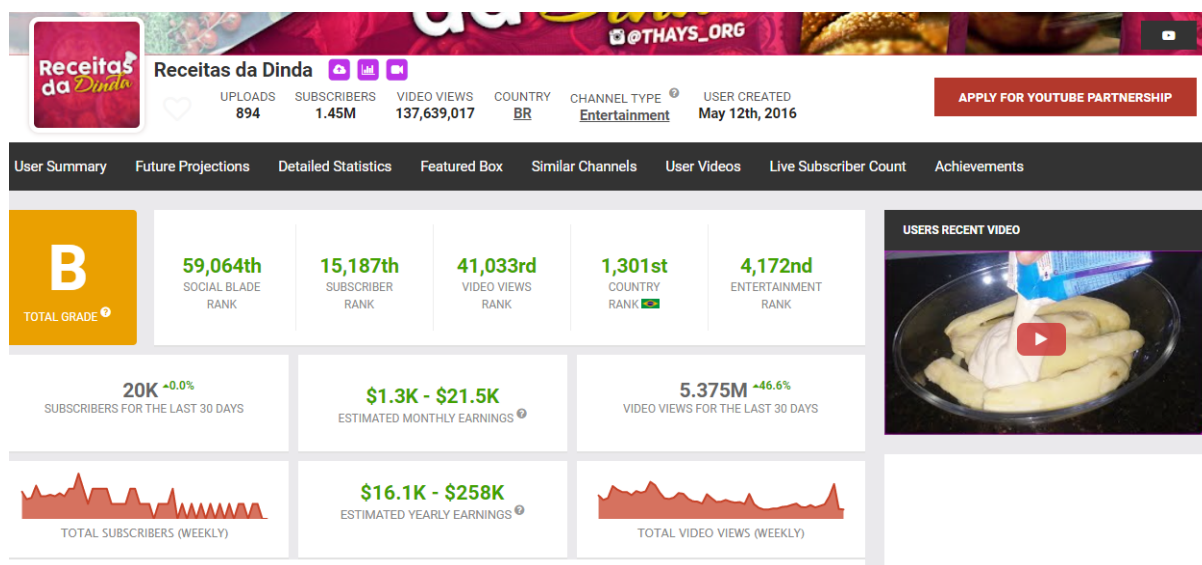 da
@THAYS_ORG
Receitas
da Dinda
Receitas da Dinda
UPLOADS
894
SUBSCRIBERS
1.45M
VIDEO VIEWS
137,639,017
COUNTRY
BR
CHANNEL TYPE ?
Entertainment
USER CREATED
May 12th, 2016
APPLY FOR YOUTUBE PARTNERSHIP
User Summary Future Projections Detailed Statistics Featured Box Similar Channels User Videos Live Subscriber Count Achievements
B
TOTAL GRADE ?
59,064th
SOCIAL BLADE
RANK
15,187th
SUBSCRIBER
RANK
41,033rd
VIDEO VIEWS
RANK
1,301st
COUNTRY
RANK
4,172nd
ENTERTAINMENT
RANK
USERS RECENT VIDEO
20K 0.0%
SUBSCRIBERS FOR THE LAST 30 DAYS
$1.3K - $21.5K
ESTIMATED MONTHLY EARNINGS ?
5.375M 46.6%
VIDEO VIEWS FOR THE LAST 30 DAYS
TOTAL SUBSCRIBERS (WEEKLY)
$16.1K - $258K
ESTIMATED YEARLY EARNINGS ?
TOTAL VIDEO VIEWS (WEEKLY)